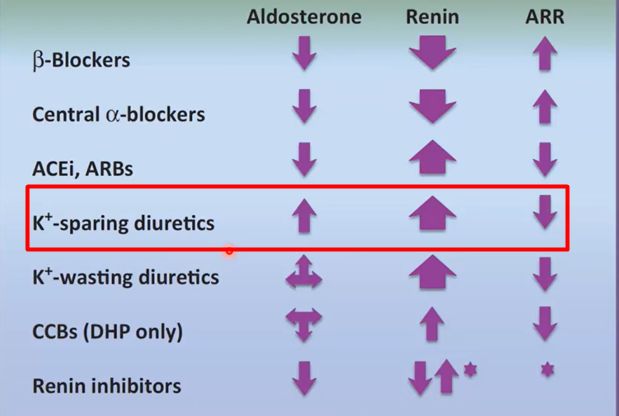 Aldosterone Renin ARR
β-Blockers
Central α-blockers
ACEi, ARBs
K⁺-sparing diuretics
K⁺-wasting diuretics
CCBs (DHP only)
Renin inhibitors * *